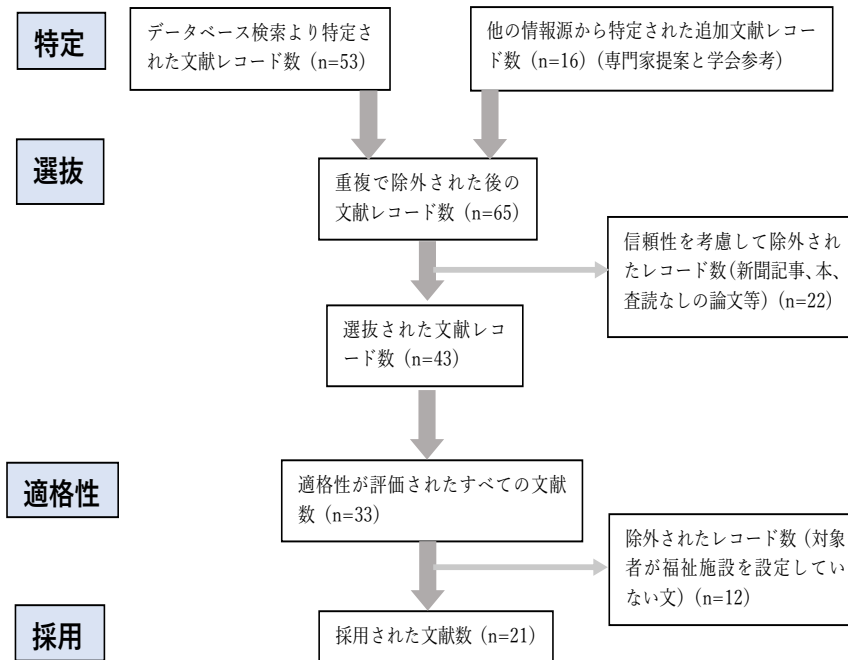 特定
データベース検索より特定さ
れた文献レコード数 (n=53)
他の情報源から特定された追加文献レコー
ド数 (n=16) (専門家提案と学会参考)
選抜
重複で除外された後の
文献レコード数 (n=65)
信頼性を考慮して除外され
たレコード数(新聞記事、本、
査読なしの論文等) (n=22)
選抜された文献レコ
ード数 (n=43)
適格性
適格性が評価されたすべての文献
数 (n=33)
除外されたレコード数 (対象
者が福祉施設を設定してい
ない文) (n=12)
採用
採用された文献数 (n=21)